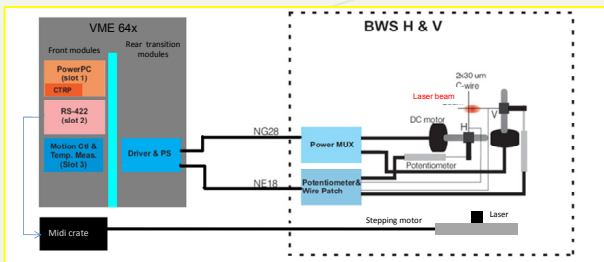 VME 64x
BWS H & V
Front modules
Rear transition
modules
PowerPC
(slot 1)
CTRP
RS-422
(slot 2)
Motion Ctl &
Temp. Meas.
(Slot 3)
Driver & PS
NG28
NE18
Power MUX
Potentiometer&
Wire Patch
2x30 um
C-wire
Laser beam
DC motor
V
H
Potentiometer
Stepping motor
Laser
Midi crate